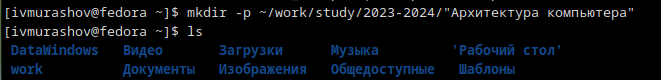 [ivmurashov@fedora ~]$ mkdir -p ~/work/study/2023-2024/"Архитектура компьютера"
[ivmurashov@fedora ~]$ ls
DataWindows Видео Загрузки Музыка 'Рабочий стол'
work Документы Изображения Общедоступные Шаблоны